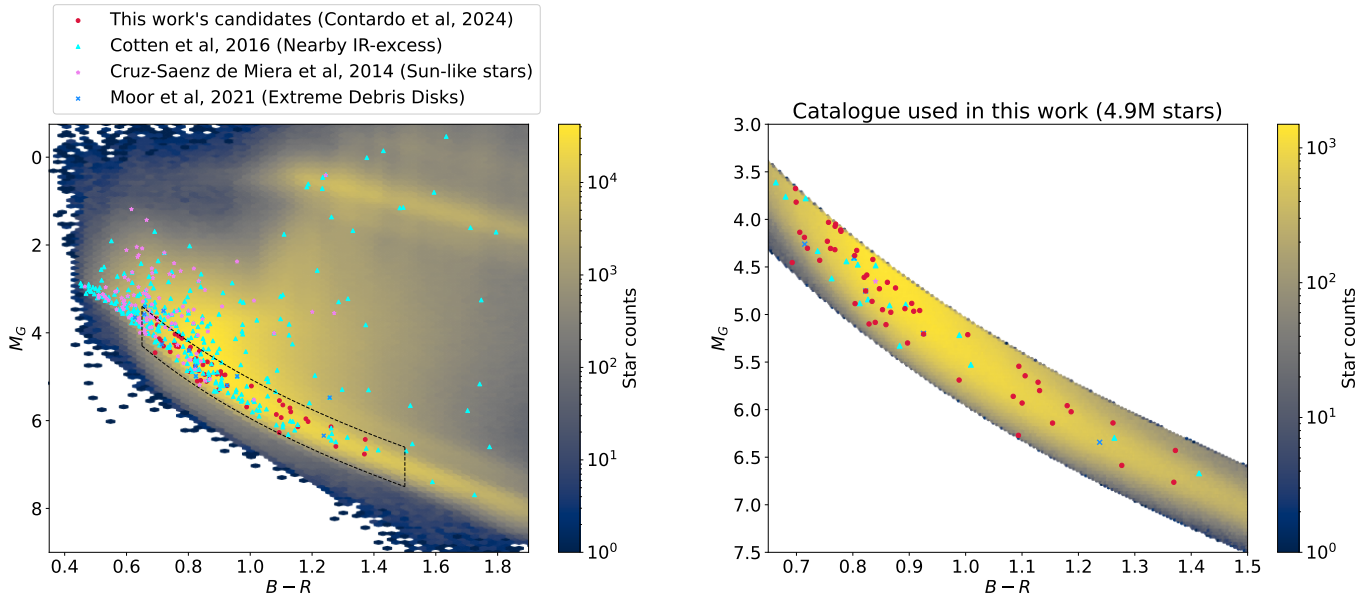 This work's candidates (Contardo et al, 2024)
Cotten et al, 2016 (Nearby IR-excess)
Cruz-Saenz de Miera et al, 2014 (Sun-like stars)
Moor et al, 2021 (Extreme Debris Disks)
0
2
4
6
8
M_G
0.4 0.6 0.8 1.0 1.2 1.4 1.6 1.8
B − R
10^4
10^3
10^2
10^1
10^0
Star counts
Catalogue used in this work (4.9M stars)
3.0
3.5
4.0
4.5
5.0
5.5
6.0
6.5
7.0
7.5
M_G
0.7 0.8 0.9 1.0 1.1 1.2 1.3 1.4 1.5
B − R
10^3
10^2
10^1
10^0
Star counts